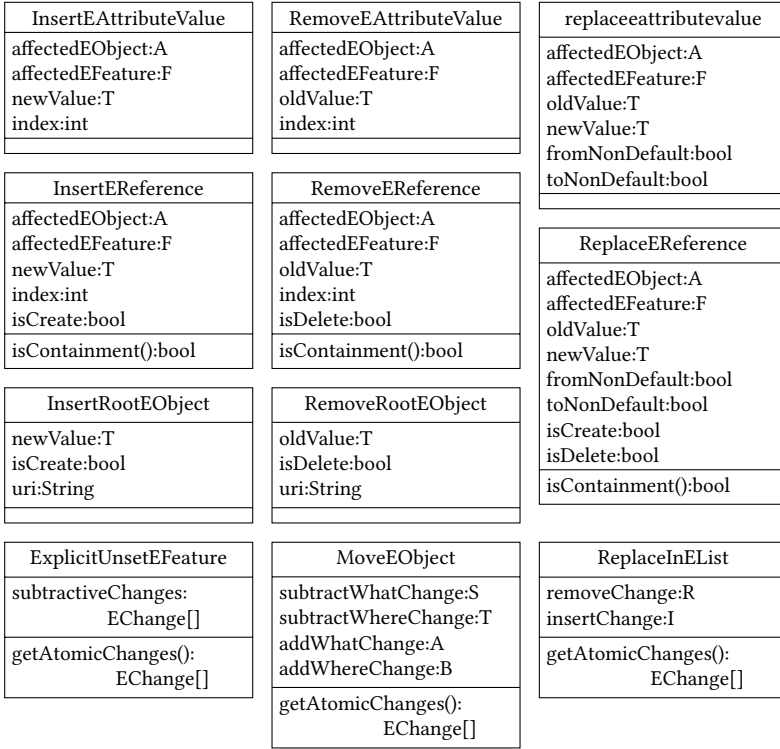 InsertEAttributeValue
affectedEObject:A
affectedEFeature:F
newValue:T
index:int
RemoveEAttributeValue
affectedEObject:A
affectedEFeature:F
oldValue:T
index:int
replaceeattributevalue
affectedEObject:A
affectedEFeature:F
oldValue:T
newValue:T
fromNonDefault:bool
toNonDefault:bool
InsertEReference
affectedEObject:A
affectedEFeature:F
newValue:T
index:int
isCreate:bool
isContainment():bool
RemoveEReference
affectedEObject:A
affectedEFeature:F
oldValue:T
index:int
isDelete:bool
isContainment():bool
ReplaceEReference
affectedEObject:A
affectedEFeature:F
oldValue:T
newValue:T
fromNonDefault:bool
toNonDefault:bool
isCreate:bool
isDelete:bool
isContainment():bool
InsertRootEObject
newValue:T
isCreate:bool
uri:String
RemoveRootEObject
oldValue:T
isDelete:bool
uri:String
ExplicitUnsetEFeature
subtractiveChanges:
EChange[]
getAtomicChanges():
EChange[]
MoveEObject
subtractWhatChange:S
subtractWhereChange:T
addWhatChange:A
addWhereChange:B
getAtomicChanges():
EChange[]
ReplaceInEList
removeChange:R
insertChange:I
getAtomicChanges():
EChange[]